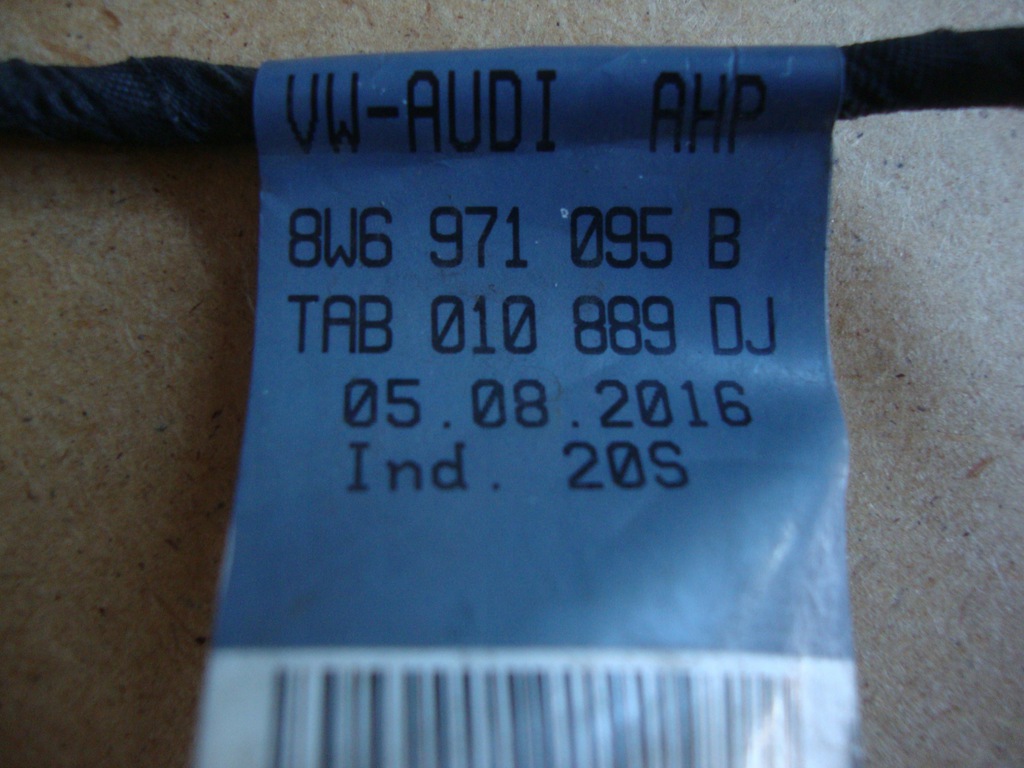 VW-AUDI AHP
8W6 971 095 B
TAB 010 889 DJ
05.08.2016
Ind. 20S